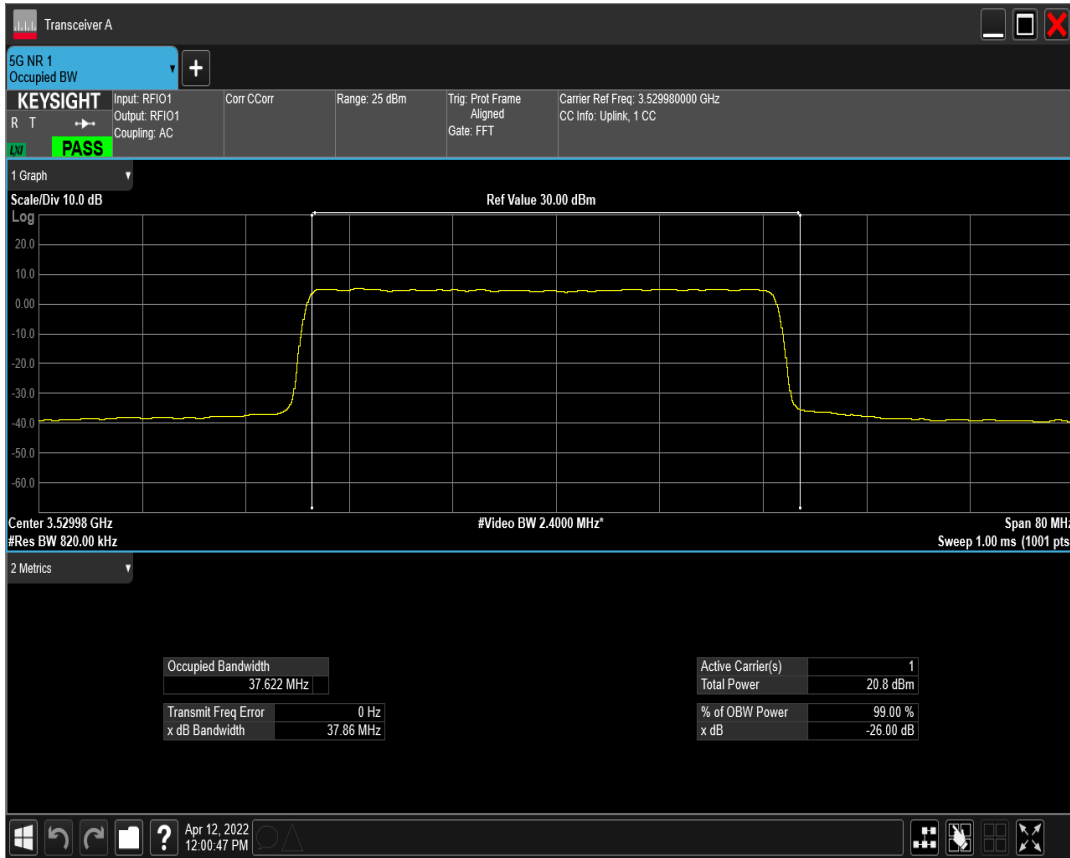 Transceiver A
5G NR 1
Occupied BW
KEYSIGHT
R T
LXI
PASS
Input: RFIO1
Output: RFIO1
Coupling: AC
Corr CCorr
Range: 25 dBm
Trig: Prot Frame
Aligned
Gate: FFT
Carrier Ref Freq: 3.529980000 GHz
CC Info: Uplink, 1 CC
1 Graph
Scale/Div 10.0 dB
Ref Value 30.00 dBm
Log
20.0
10.0
0.00
-10.0
-20.0
-30.0
-40.0
-50.0
-60.0
Center 3.52998 GHz
#Video BW 2.4000 MHz*
Span 80 MHz
#Res BW 820.00 kHz
Sweep 1.00 ms (1001 pts
2 Metrics
Occupied Bandwidth
37.622 MHz
Transmit Freq Error 0 Hz
x dB Bandwidth 37.86 MHz
Active Carrier(s) 1
Total Power 20.8 dBm
% of OBW Power 99.00 %
x dB -26.00 dB
?
Apr 12, 2022
12:00:47 PM